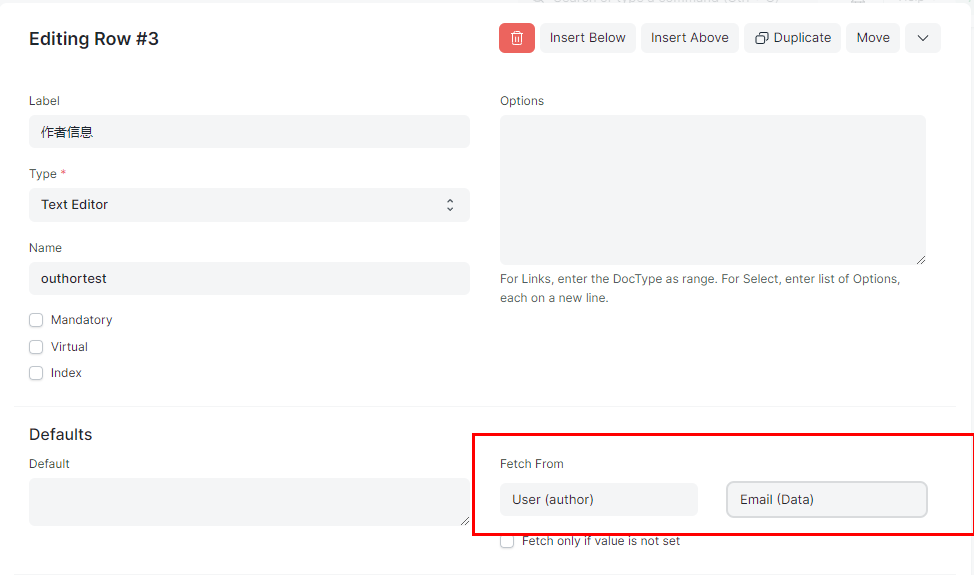 Editing Row #3
Insert Below
Insert Above
Duplicate
Move
Label
作者信息
Type *
Text Editor
Name
outhortest
Mandatory
Virtual
Index
Options
For Links, enter the DocType as range. For Select, enter list of Options,
each on a new line.
Defaults
Default
Fetch From
User (author)
Email (Data)
Fetch only if value is not set